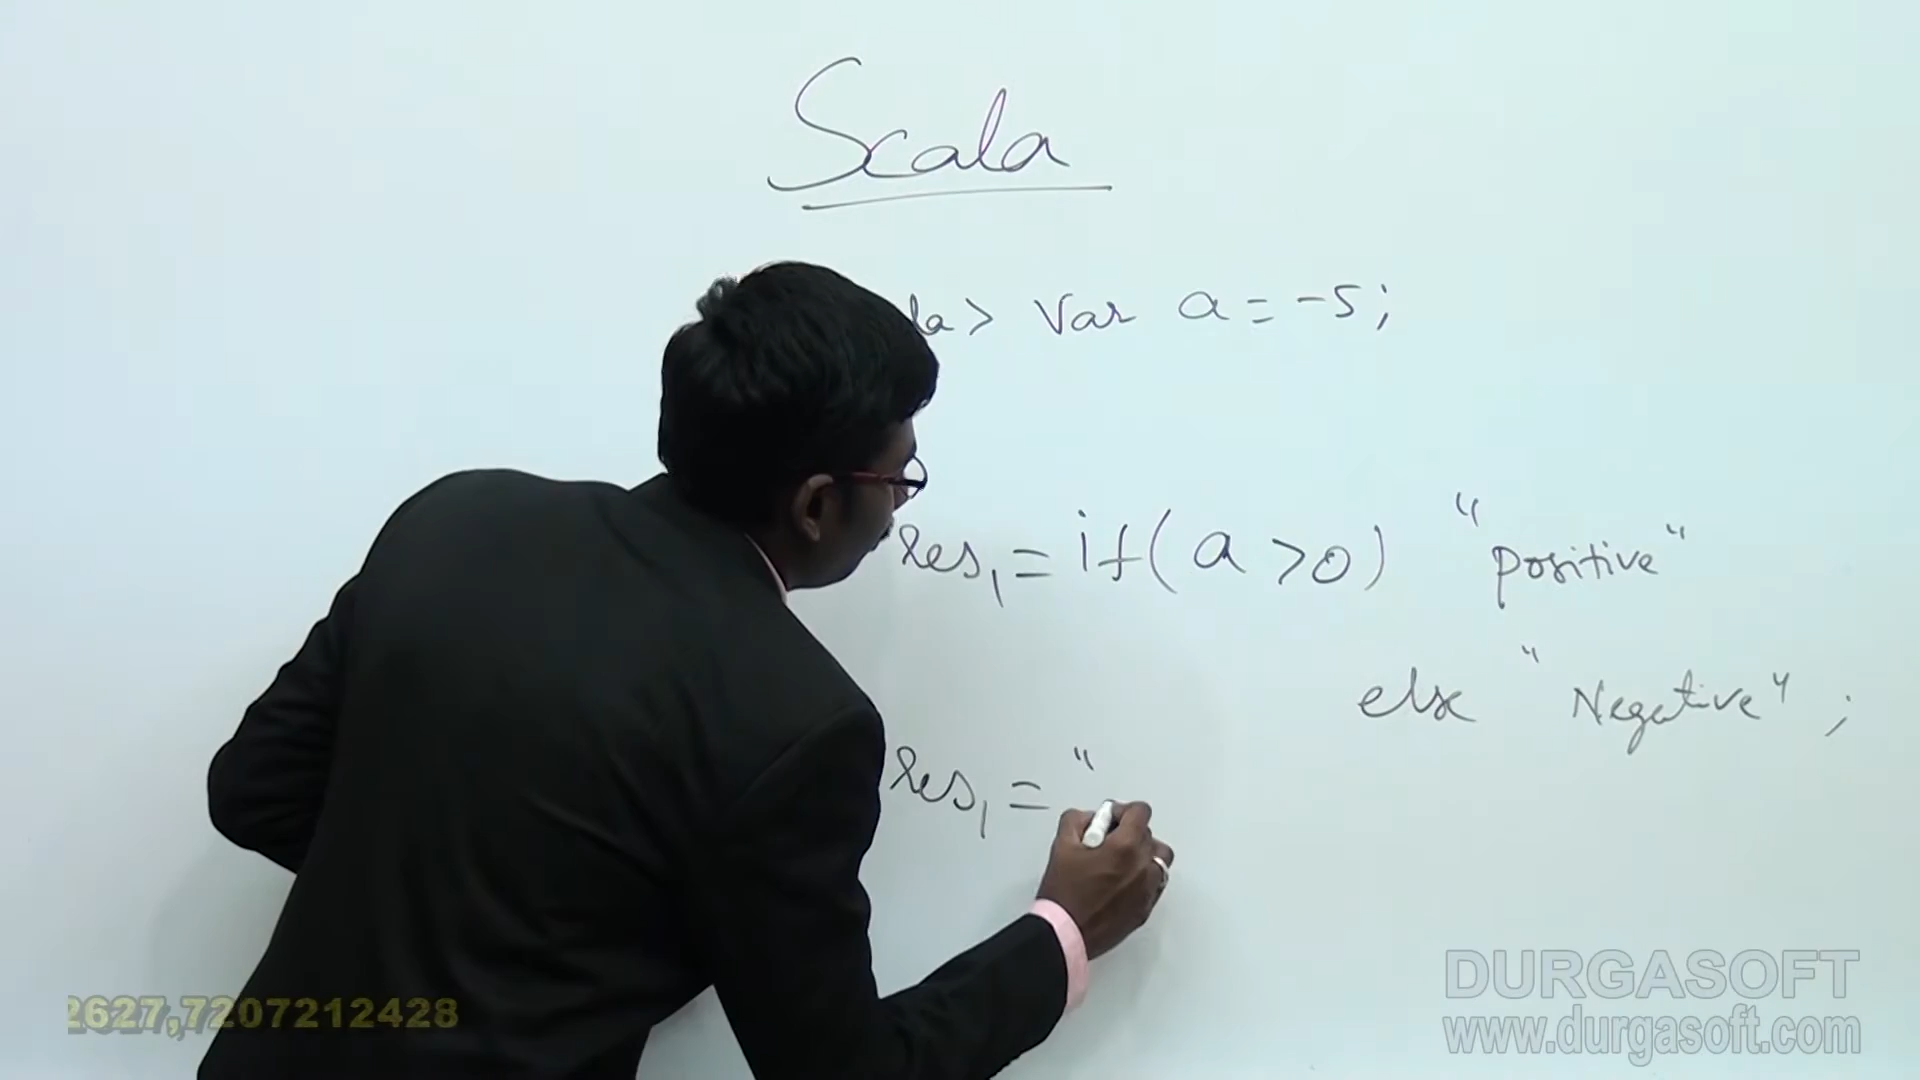 Scala
la> Var a = -5;
res1 = if(a >0) "positive"
else "Negative" ;
res1 = "
2627,7207212428
DURGASOFT
www.durgasoft.com